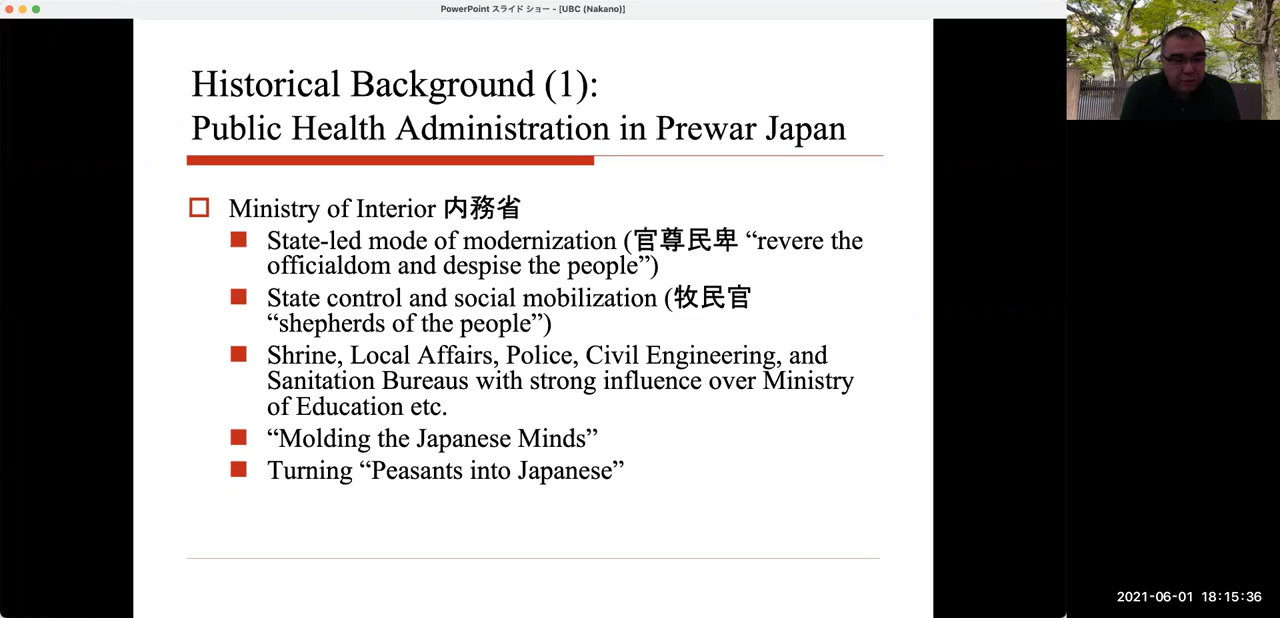 PowerPoint スライド ショー - [UBC (Nakano)]
Historical Background (1):
Public Health Administration in Prewar Japan
Ministry of Interior 内務省
State-led mode of modernization (官尊民卑 “revere the
officialdom and despise the people”)
State control and social mobilization (牧民官
“shepherds of the people”)
Shrine, Local Affairs, Police, Civil Engineering, and
Sanitation Bureaus with strong influence over Ministry
of Education etc.
“Molding the Japanese Minds”
Turning “Peasants into Japanese”
2021-06-01 18:15:36